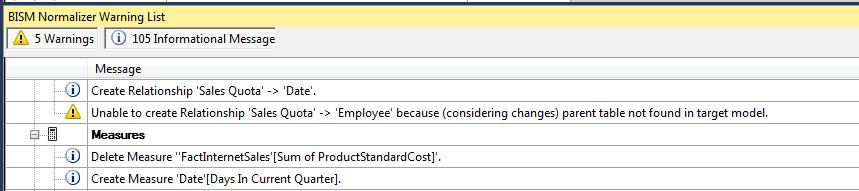 BISM Normalizer Warning List
5 Warnings
105 Informational Message
Message
Create Relationship 'Sales Quota' -> 'Date'.
Unable to create Relationship 'Sales Quota' -> 'Employee' because (considering changes) parent table not found in target model.
Measures
Delete Measure ''FactInternetSales'[Sum of ProductStandardCost]'.
Create Measure 'Date'[Days In Current Quarter].